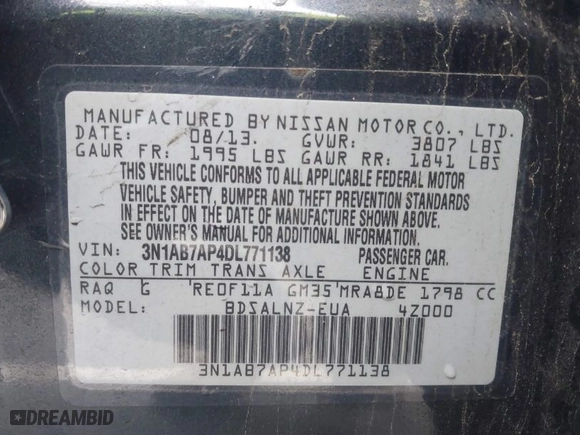 MANUFACTURED BY NISSAN MOTOR CO., LTD.
DATE: 08/13. GVWR: 3807 LBS
GAWR FR: 1995 LBS GAWR RR: 1841 LBS
THIS VEHICLE CONFORMS TO ALL APPLICABLE FEDERAL MOTOR
VEHICLE SAFETY, BUMPER AND THEFT PREVENTION STANDARDS
IN EFFECT ON THE DATE OF MANUFACTURE SHOWN ABOVE.
SEE OWNER'S MANUAL FOR ADDITIONAL INFORMATION.
VIN: 3N1AB7AP4DL771138 PASSENGER CAR.
COLOR TRIM TRANS AXLE ENGINE
RAQ G RE0F11A GM35 MRA8DE 1798 CC
MODEL: BDSALNZ-EUA 4Z000
3N1AB7AP4DL771138
DREAMBID